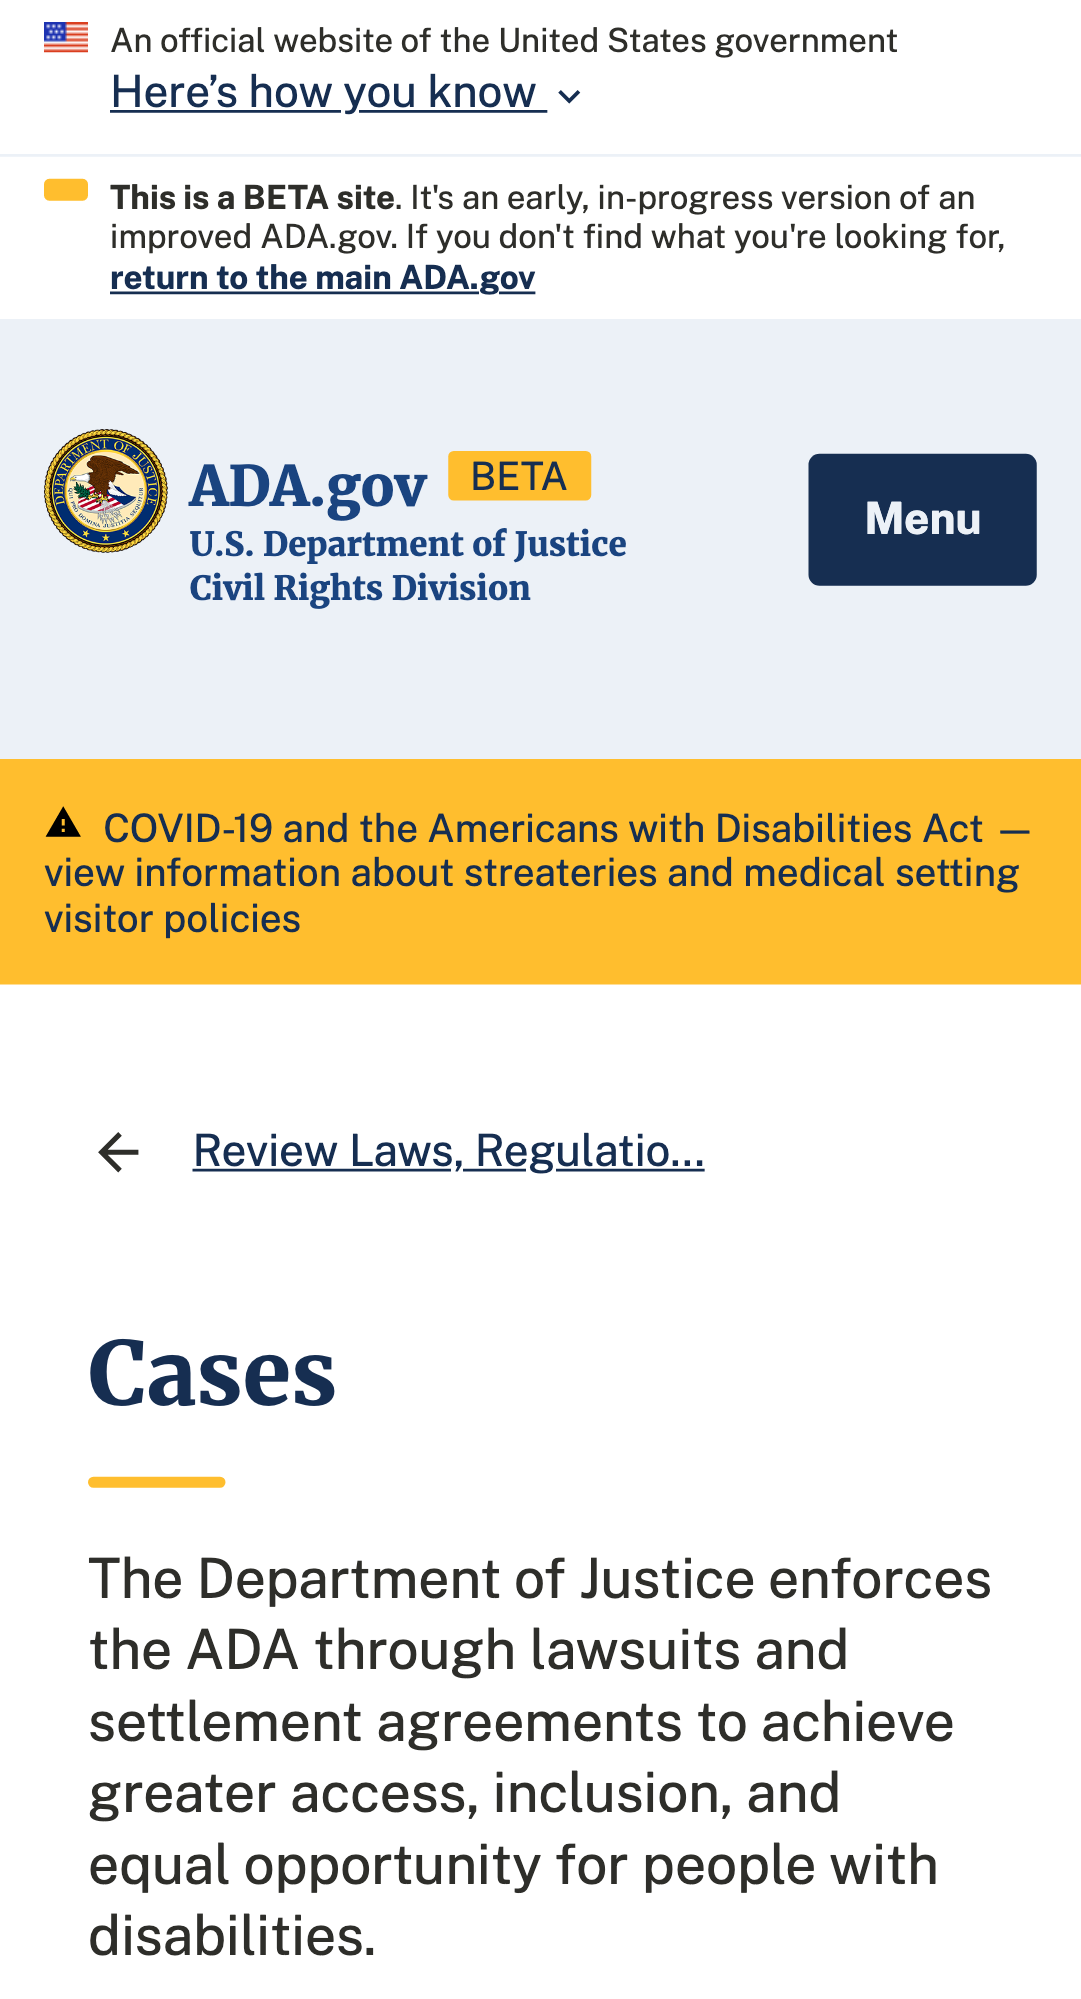 An official website of the United States government
Here’s how you know
This is a BETA site. It's an early, in-progress version of an
improved ADA.gov. If you don't find what you're looking for,
return to the main ADA.gov
DEPARTMENT OF JUSTICE
ADA.gov BETA
U.S. Department of Justice
Civil Rights Division
Menu
COVID-19 and the Americans with Disabilities Act —
view information about streateries and medical setting
visitor policies
Review Laws, Regulatio...
Cases
The Department of Justice enforces
the ADA through lawsuits and
settlement agreements to achieve
greater access, inclusion, and
equal opportunity for people with
disabilities.